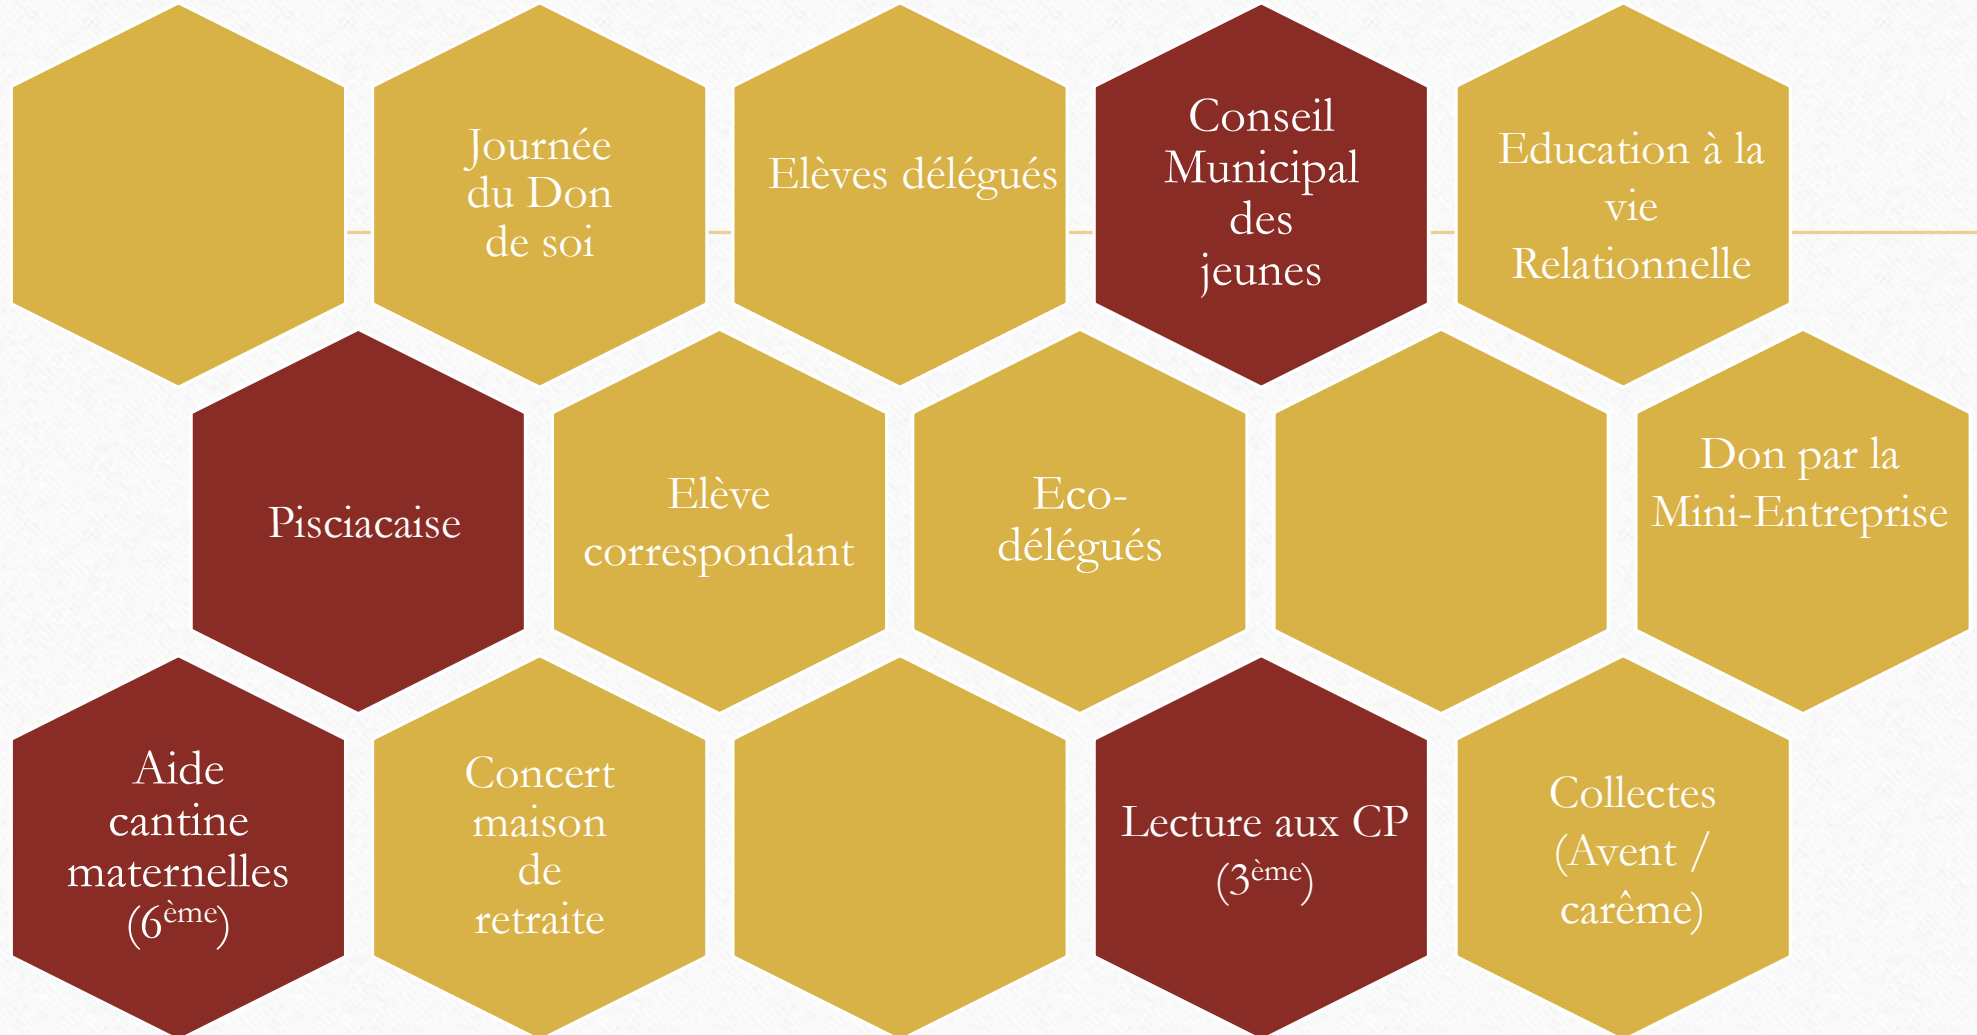 Journée
du Don
de soi
Elèves délégués
Conseil
Municipal
des
jeunes
Education à la
vie
Relationnelle
Pisciacaise
Elève
correspondant
Eco-
délégués
Don par la
Mini-Entreprise
Aide
cantine
maternelles
(6ème)
Concert
maison
de
retraite
Lecture aux CP
(3ème)
Collectes
(Avent /
carême)